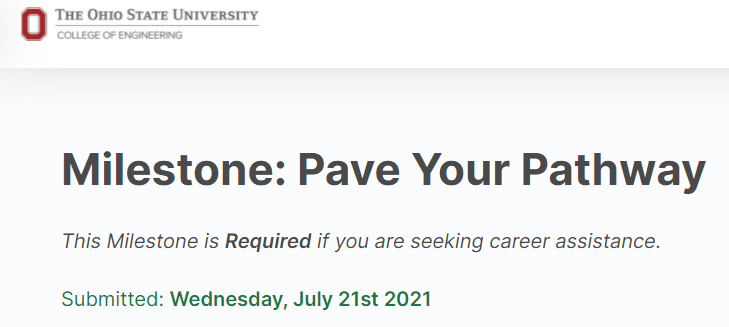 THE OHIO STATE UNIVERSITY
COLLEGE OF ENGINEERING
Milestone: Pave Your Pathway
This Milestone is Required if you are seeking career assistance.
Submitted: Wednesday, July 21st 2021